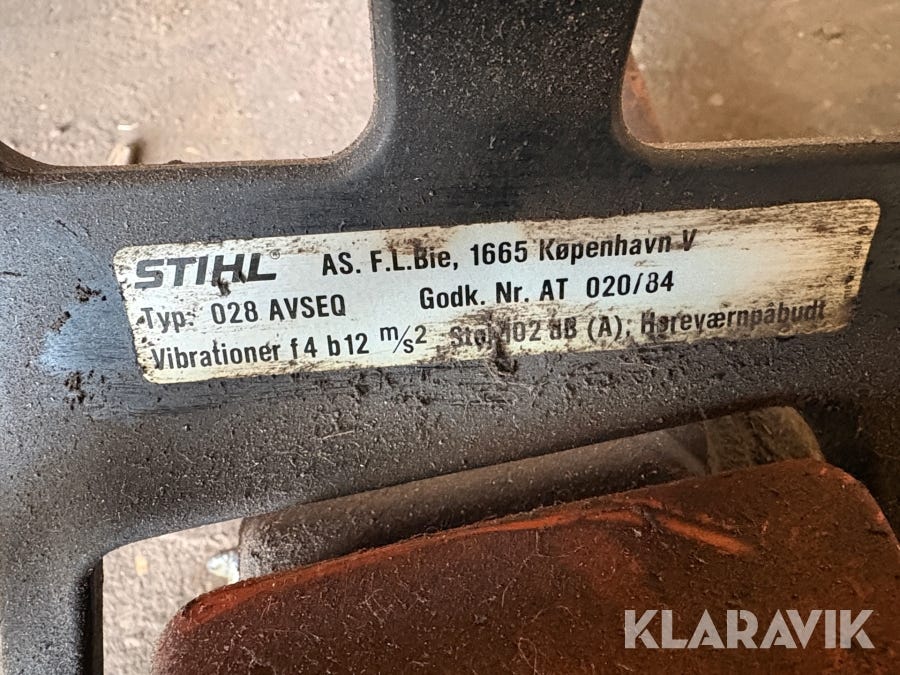 STIHL® AS. F.L.Bie, 1665 Køpenhavn V
Typ: 028 AVSEQ Godk. Nr. AT 020/84
Vibrationer f4 b12 m/s2 Støj 102 dB (A); Høreværnpåbudt
KLARAVIK